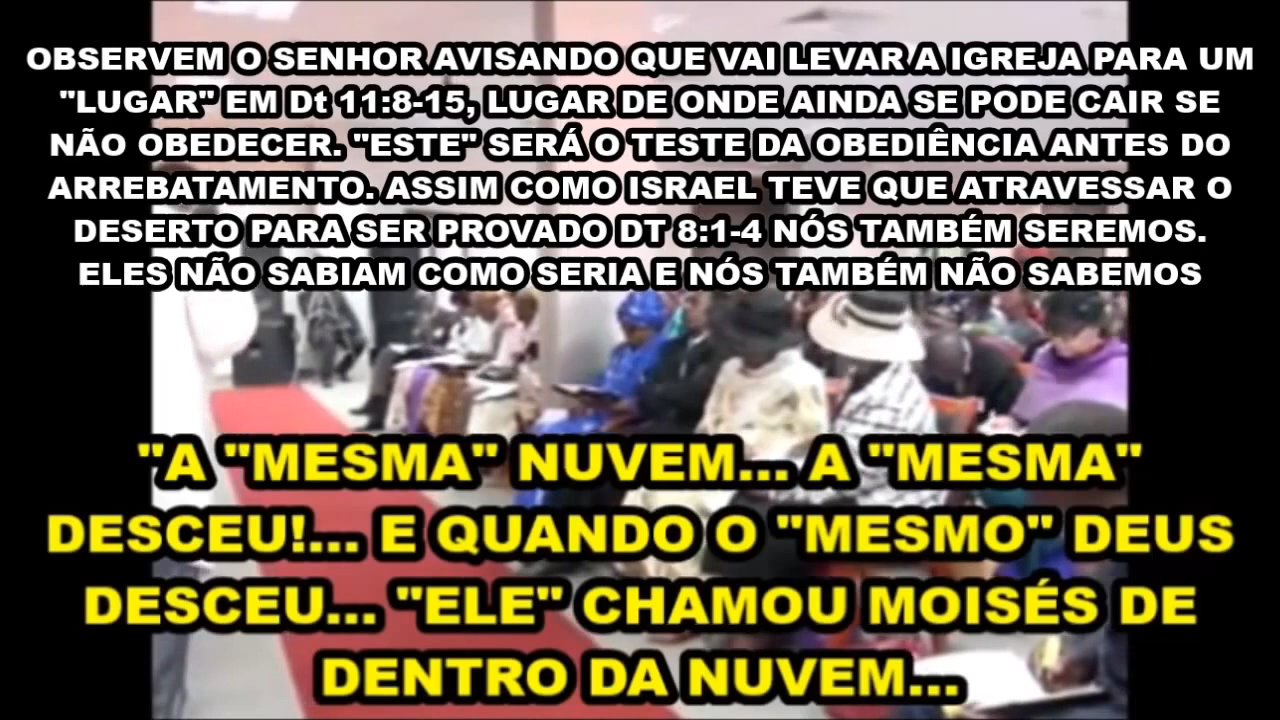 OBSERVEM O SENHOR AVISANDO QUE VAI LEVAR A IGREJA PARA UM
"LUGAR" EM Dt 11:8-15, LUGAR DE ONDE AINDA SE PODE CAIR SE
NÃO OBEDECER. "ESTE" SERÁ O TESTE DA OBEDIÊNCIA ANTES DO
ARREBATAMENTO. ASSIM COMO ISRAEL TEVE QUE ATRAVESSAR O
DESERTO PARA SER PROVADO DT 8:1-4 NÓS TAMBÉM SEREMOS.
ELES NÃO SABIAM COMO SERIA E NÓS TAMBÉM NÃO SABEMOS
"A "MESMA" NUVEM... A "MESMA"
DESCEU!... E QUANDO O "MESMO" DEUS
DESCEU... "ELE" CHAMOU MOISÉS DE
DENTRO DA NUVEM...